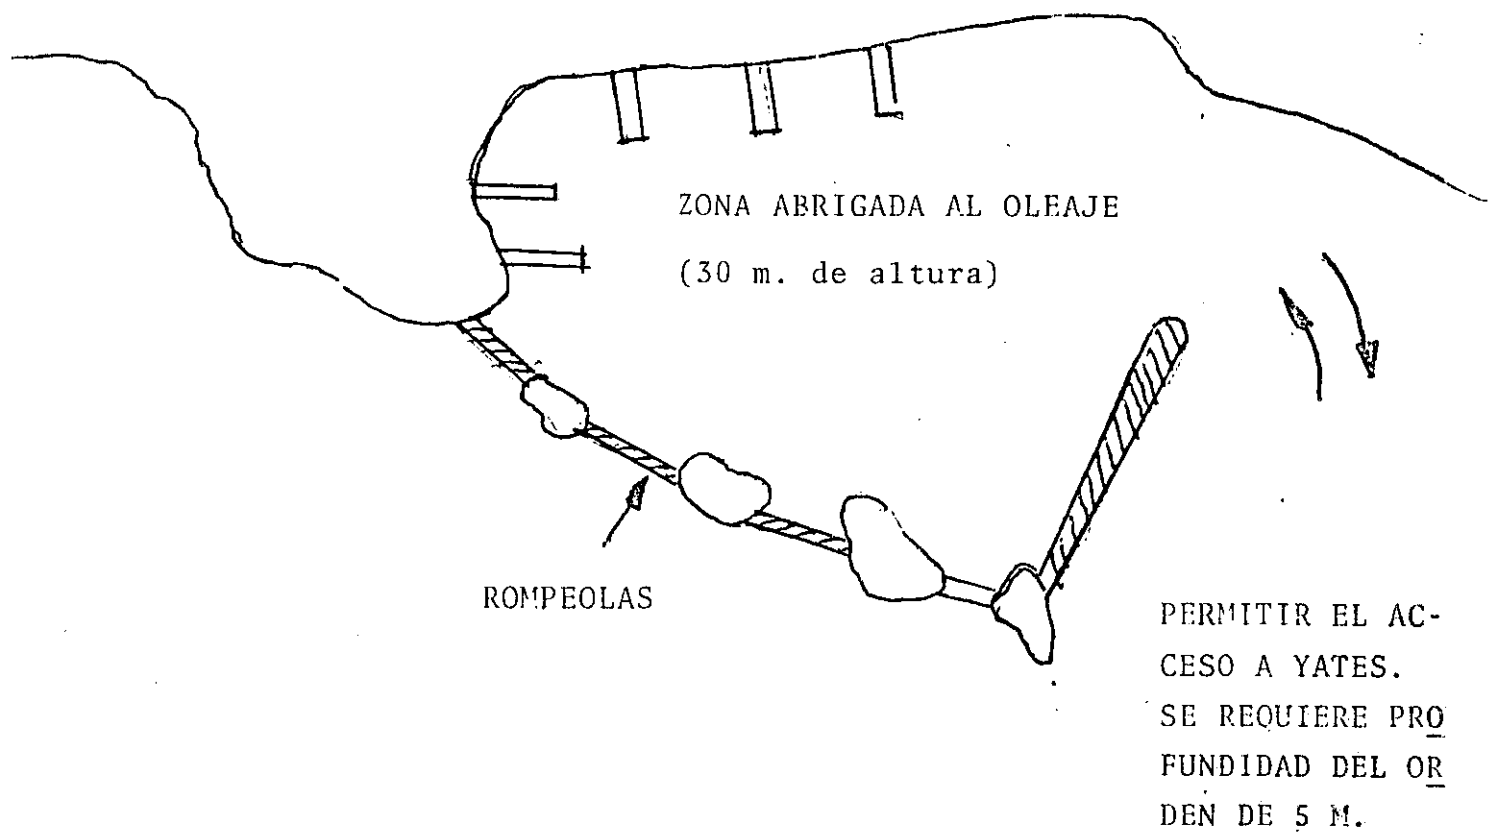 ZONA ABRIGADA AL OLEAJE
(30 m. de altura)
ROMPEOLAS
PERMITIR EL AC-
CESO A YATES.
SE REQUIERE PRO
FUNDIDAD DEL OR
DEN DE 5 M.